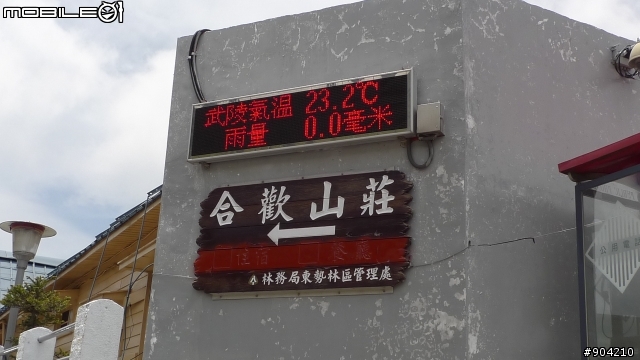 MOBILE01
武陵氣溫 23.2℃
雨量 0.0毫米
合歡山莊
林務局東勢林區管理處
#904210